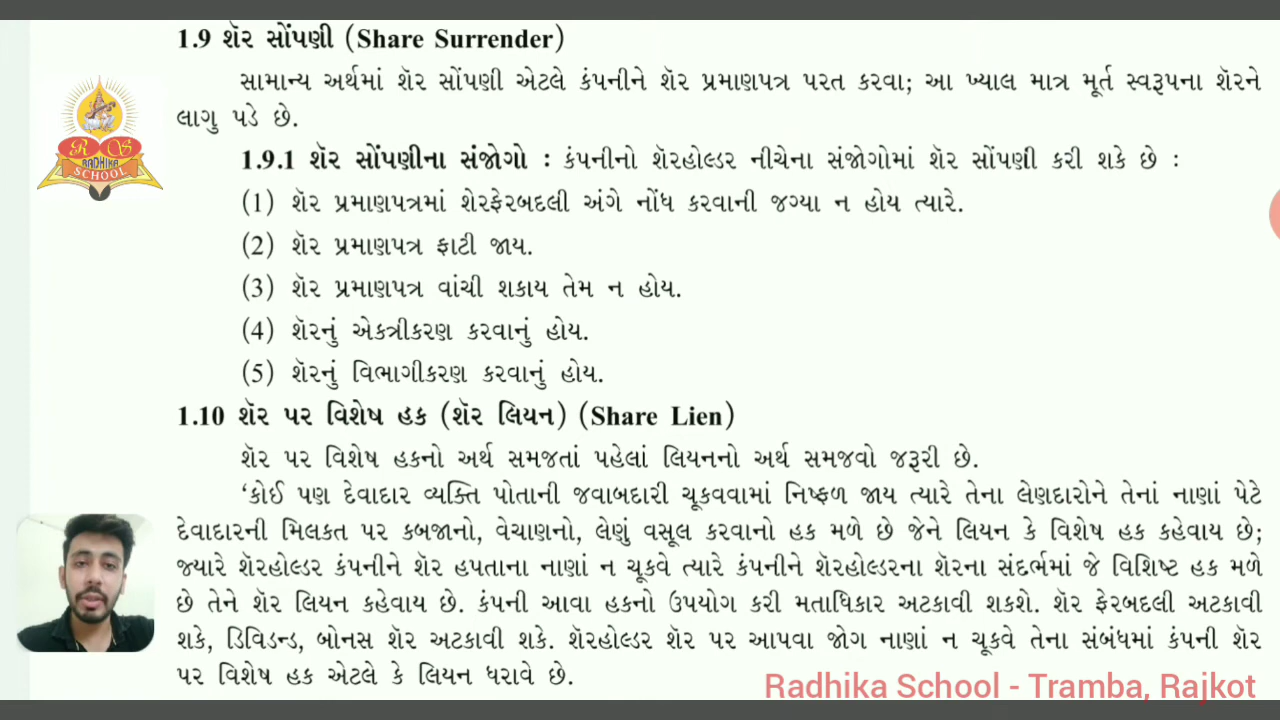 1.9 શૅર સોંપણી (Share Surrender)
સામાન્ય અર્થમાં શૅર સોંપણી એટલે કંપનીને શૅર પ્રમાણપત્ર પરત કરવા; આ ખ્યાલ માત્ર મૂર્ત સ્વરૂપના શૅરને
લાગુ પડે છે.
1.9.1 શૅર સોંપણીના સંજોગો : કંપનીનો શૅરહોલ્ડર નીચેના સંજોગોમાં શૅર સોંપણી કરી શકે છે :
(1) શૅર પ્રમાણપત્રમાં શેરફેરબદલી અંગે નોંધ કરવાની જગ્યા ન હોય ત્યારે.
(2) શૅર પ્રમાણપત્ર ફાટી જાય.
(3) શૅર પ્રમાણપત્ર વાંચી શકાય તેમ ન હોય.
(4) શૅરનું એકત્રીકરણ કરવાનું હોય.
(5) શૅરનું વિભાગીકરણ કરવાનું હોય.
1.10 શૅર પર વિશેષ હક (શૅર લિયન) (Share Lien)
શૅર પર વિશેષ હકનો અર્થ સમજતાં પહેલાં લિયનનો અર્થ સમજવો જરૂરી છે.
‘કોઈ પણ દેવાદાર વ્યક્તિ પોતાની જવાબદારી ચૂકવવામાં નિષ્ફળ જાય ત્યારે તેના લેણદારોને તેનાં નાણાં પેટે
દેવાદારની મિલકત પર કબજાનો, વેચાણનો, લેણું વસૂલ કરવાનો હક મળે છે જેને લિયન કે વિશેષ હક કહેવાય છે;
જ્યારે શૅરહોલ્ડર કંપનીને શૅર હપતાના નાણાં ન ચૂકવે ત્યારે કંપનીને શૅરહોલ્ડરના શૅરના સંદર્ભમાં જે વિશિષ્ટ હક મળે
છે તેને શૅર લિયન કહેવાય છે. કંપની આવા હકનો ઉપયોગ કરી મતાધિકાર અટકાવી શકશે. શૅર ફેરબદલી અટકાવી
શકે, ડિવિડન્ડ, બોનસ શૅર અટકાવી શકે. શૅરહોલ્ડર શૅર પર આપવા જોગ નાણાં ન ચૂકવે તેના સંબંધમાં કંપની શૅર
પર વિશેષ હક એટલે કે લિયન ધરાવે છે.
R S
RADHIKA
SCHOOL
Radhika School - Tramba, Rajkot